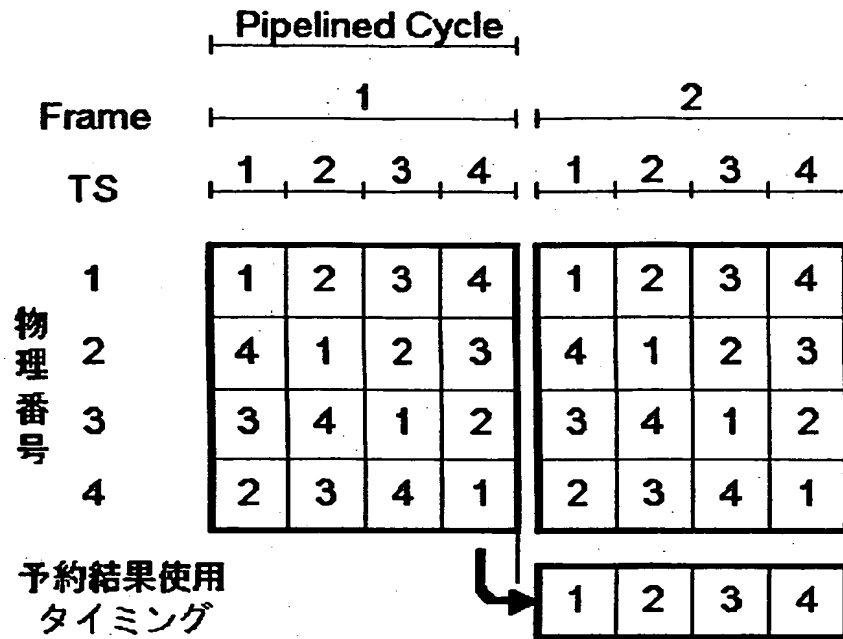 Pipelined Cycle
Frame 1 2
TS 1 2 3 4 1 2 3 4
物理番号
1 1 2 3 4 1 2 3 4
2 4 1 2 3 4 1 2 3
3 3 4 1 2 3 4 1 2
4 2 3 4 1 2 3 4 1
予約結果使用
タイミング
1 2 3 4